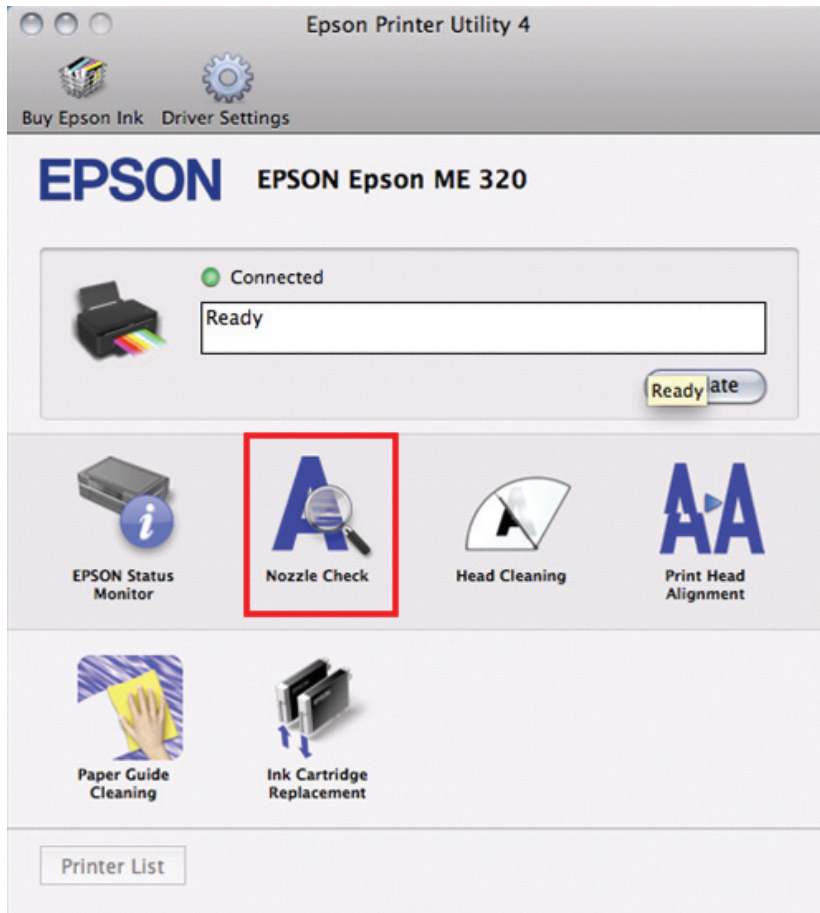 Epson Printer Utility 4
Buy Epson Ink Driver Settings
EPSON EPSON Epson ME 320
Connected
Ready
Ready ate
EPSON Status
Monitor
Nozzle Check
Head Cleaning
Print Head
Alignment
Paper Guide
Cleaning
Ink Cartridge
Replacement
Printer List